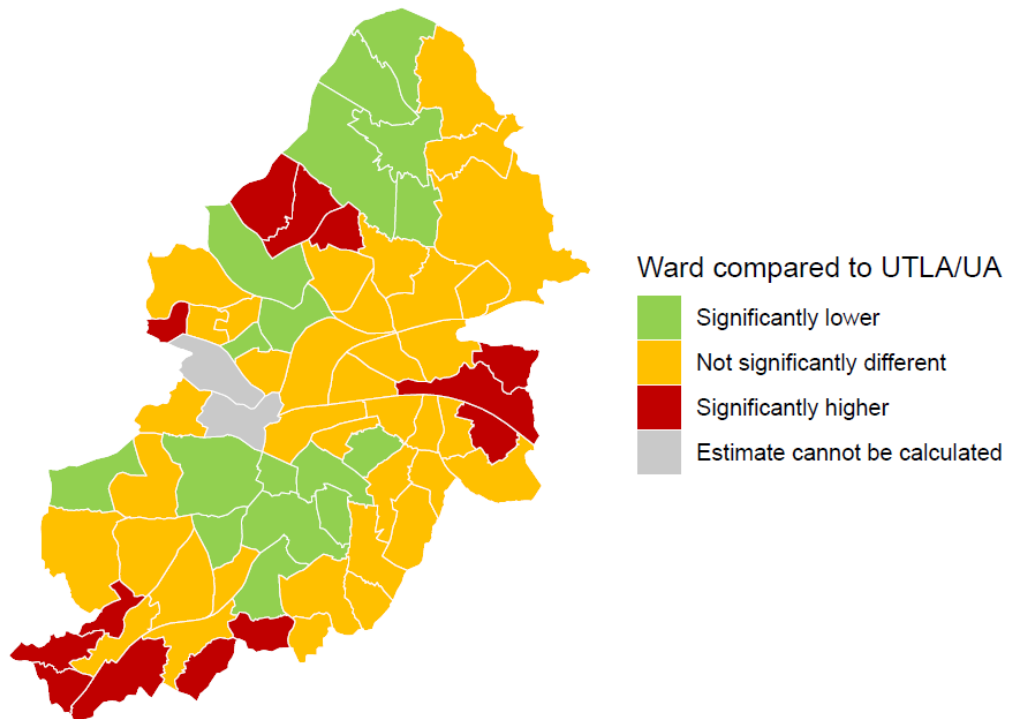 Ward compared to UTLA/UA
Significantly lower
Not significantly different
Significantly higher
Estimate cannot be calculated